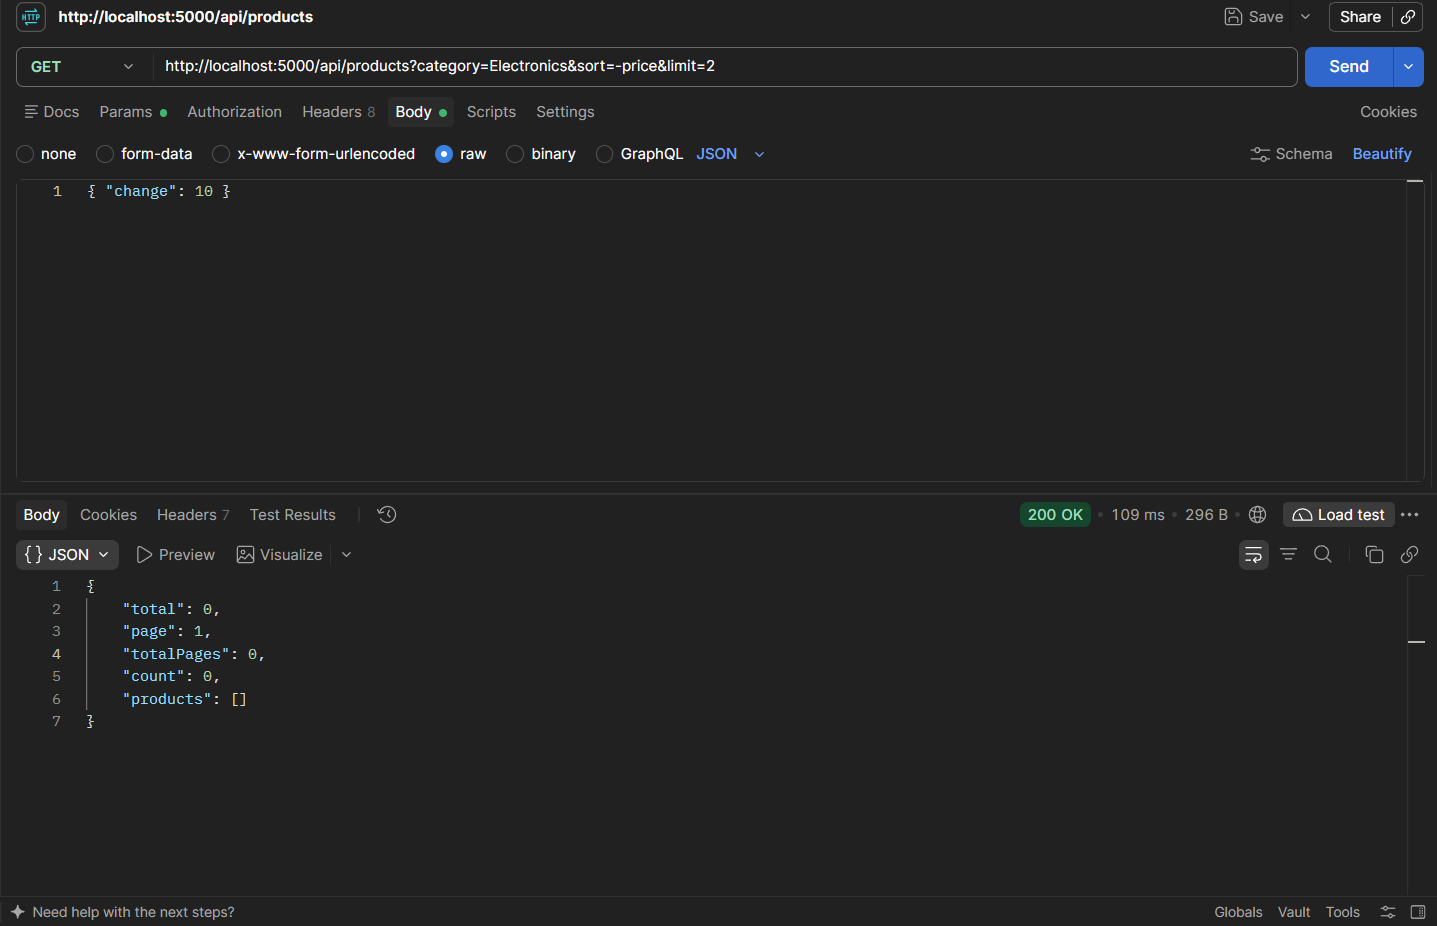 HTTP http://localhost:5000/api/products Save Share
GET http://localhost:5000/api/products?category=Electronics&sort=-price&limit=2 Send
Docs Params Authorization Headers 8 Body Scripts Settings Cookies
none form-data x-www-form-urlencoded raw binary GraphQL JSON Schema Beautify
1 { "change": 10 }
Body Cookies Headers 7 Test Results 200 OK • 109 ms • 296 B • Load test
{} JSON Preview Visualize
1 {
2 "total": 0,
3 "page": 1,
4 "totalPages": 0,
5 "count": 0,
6 "products": []
7 }
Need help with the next steps? Globals Vault Tools